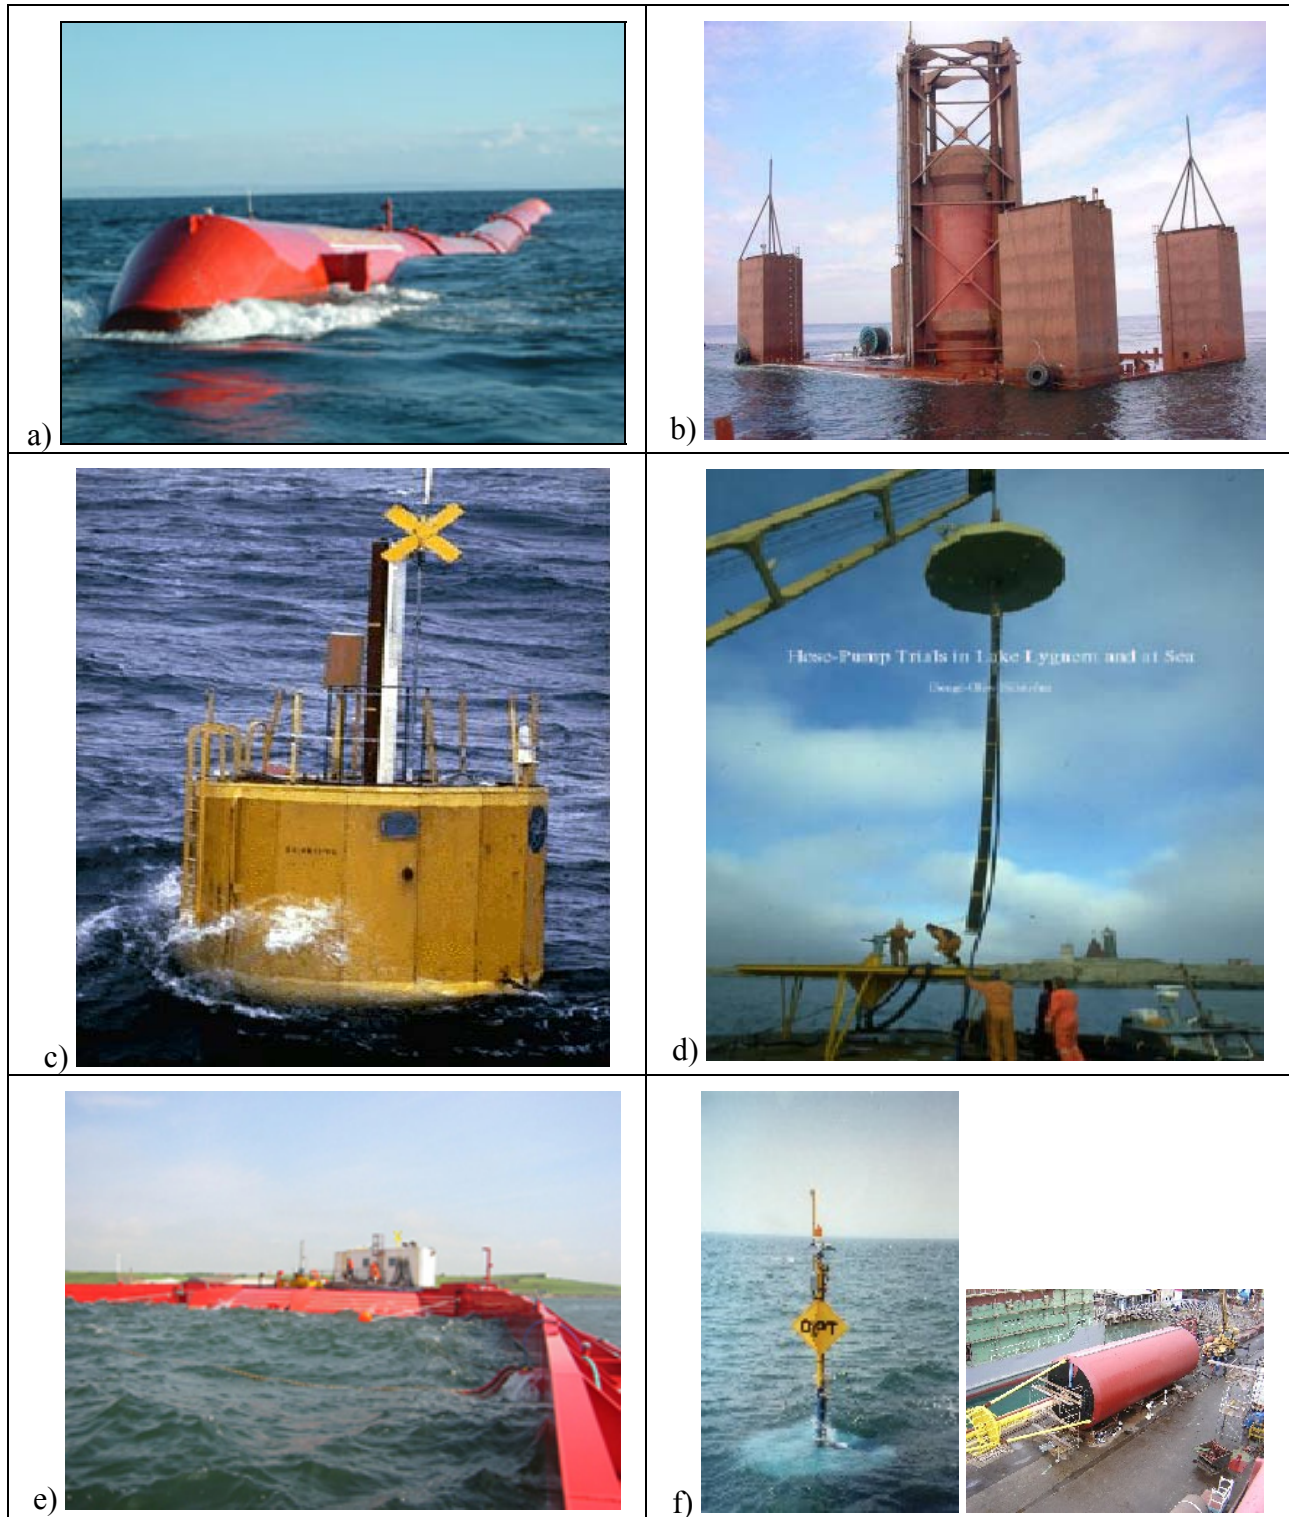 a)
b)
c)
d)
Hose-Pump Trials in Lake Lygnern and at Sea
e)
OPT
f)